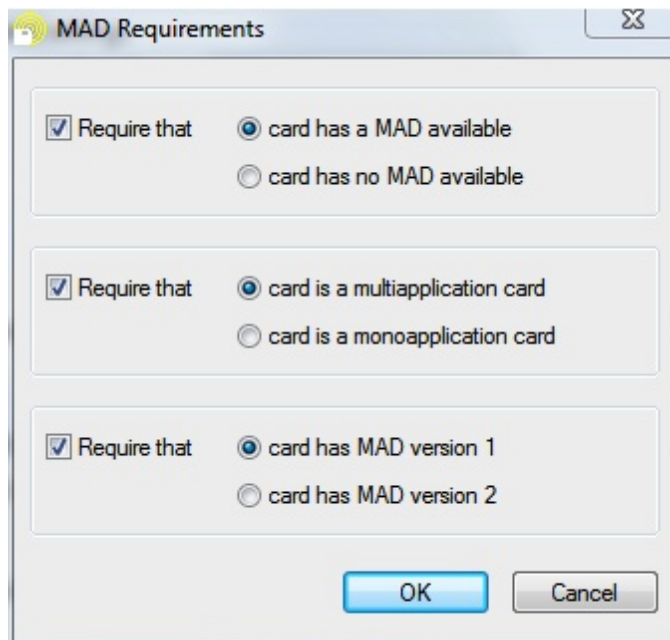 MAD Requirements
Require that card has a MAD available
card has no MAD available
Require that card is a multiapplication card
card is a monoapplication card
Require that card has MAD version 1
card has MAD version 2
OK Cancel